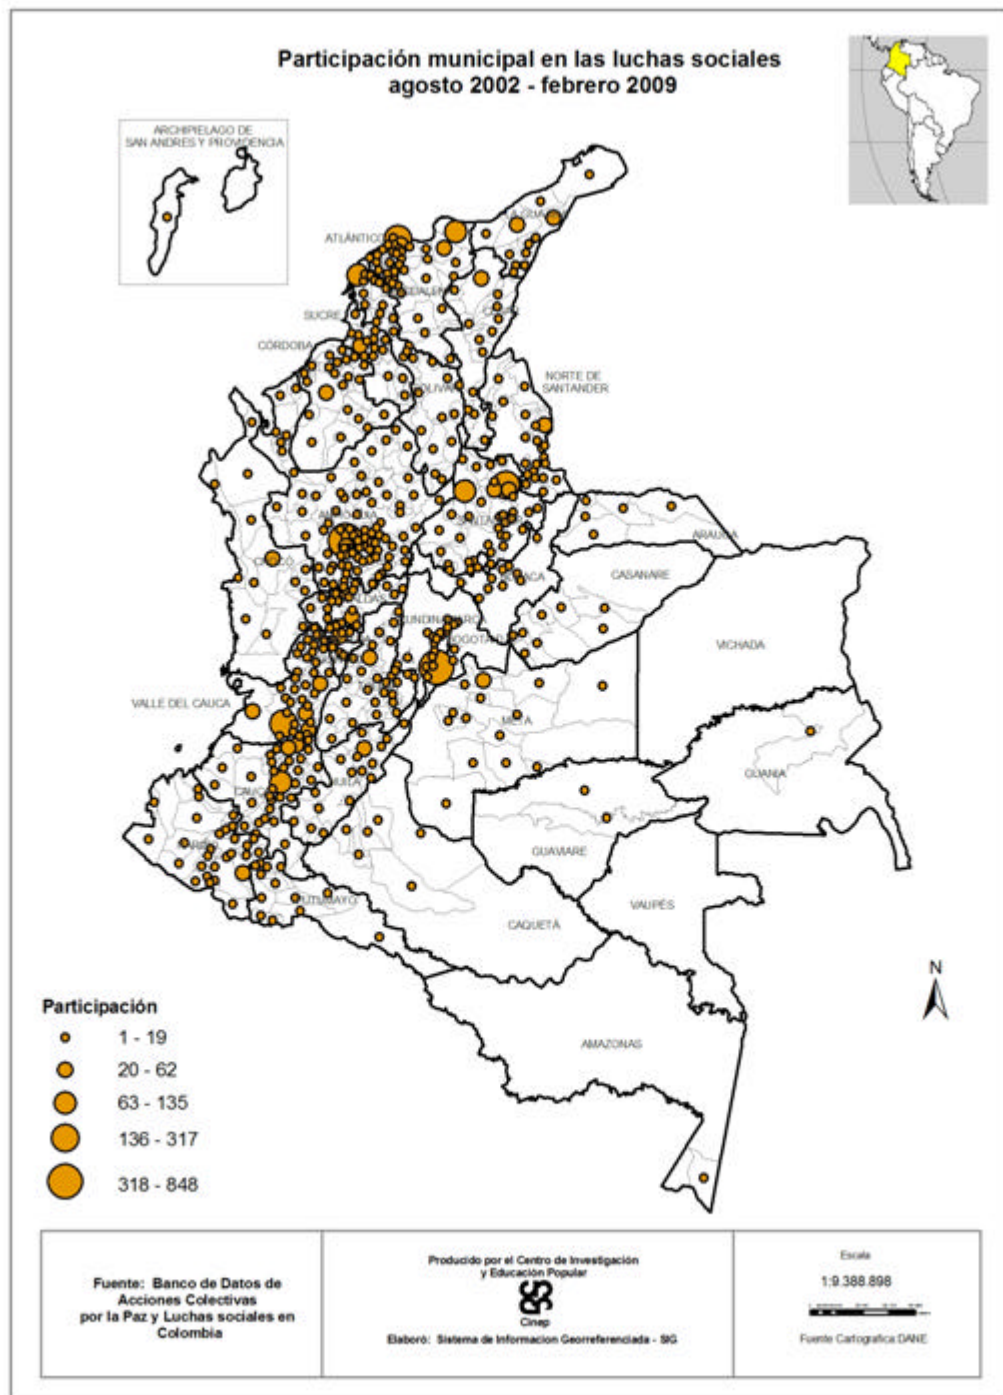 Participación municipal en las luchas sociales
agosto 2002 - febrero 2009
ARCHIPIELAGO DE
SAN ANDRES Y PROVIDENCIA
ATLÁNTICO
SUCRE
CÓRDOBA
NORTE DE
SANTANDER
ARAUCA
CASANARE
VICHADA
VALLE DEL CAUCA
META
GUANIA
GUAVIARE
VAUPÉS
CAQUETÁ
PUTUMAYO
AMAZONAS
N
Participación
1 - 19
20 - 62
63 - 135
136 - 317
318 - 848
Fuente: Banco de Datos de
Acciones Colectivas
por la Paz y Luchas sociales en
Colombia
Producido por el Centro de Investigación
y Educación Popular
Cinep
Elaboró: Sistema de Informacion Georreferenciada - SIG
Escala
1:9.388.898
Fuente Cartografica:DANE